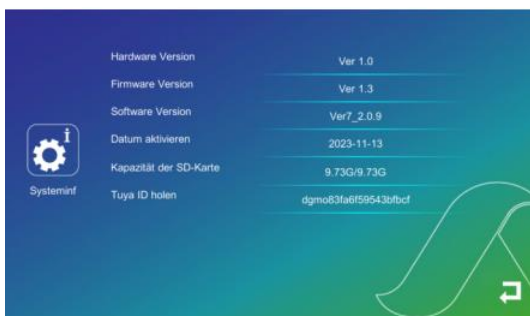 Hardware Version Ver 1.0
Firmware Version Ver 1.3
Software Version Ver7_2.0.9
Datum aktivieren 2023-11-13
Kapazität der SD-Karte 9.73G/9.73G
Tuya ID holen dgmo83fa6f59543bfbcf
i
Systeminf